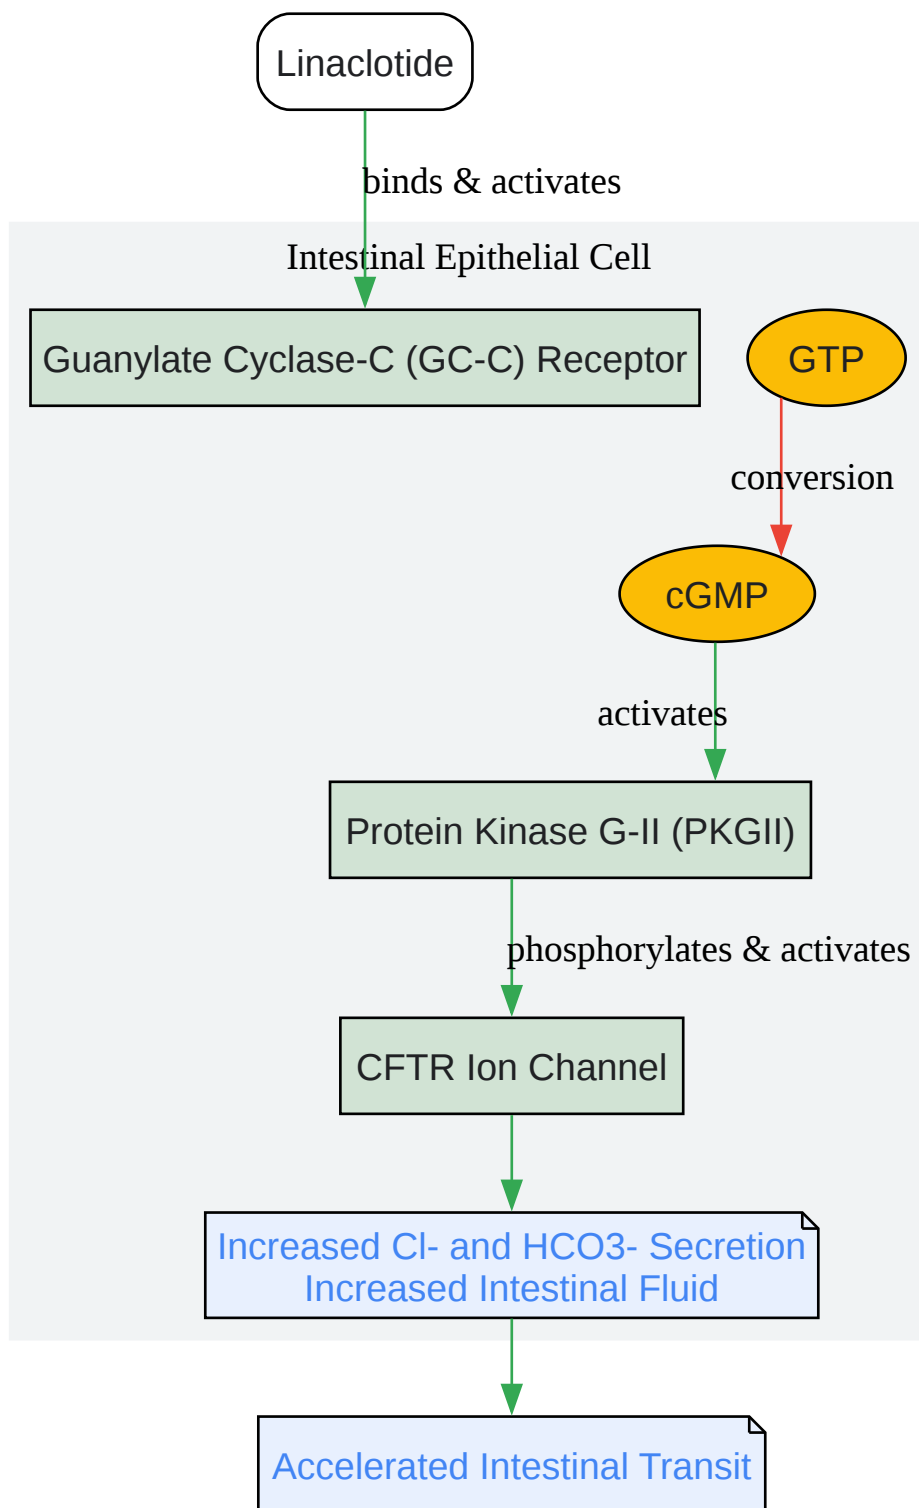 Linaclotide
binds & activates
Intestinal Epithelial Cell
Guanylate Cyclase-C (GC-C) Receptor
GTP
conversion
cGMP
activates
Protein Kinase G-II (PKGII)
phosphorylates & activates
CFTR Ion Channel
Increased Cl- and HCO3- Secretion
Increased Intestinal Fluid
Accelerated Intestinal Transit